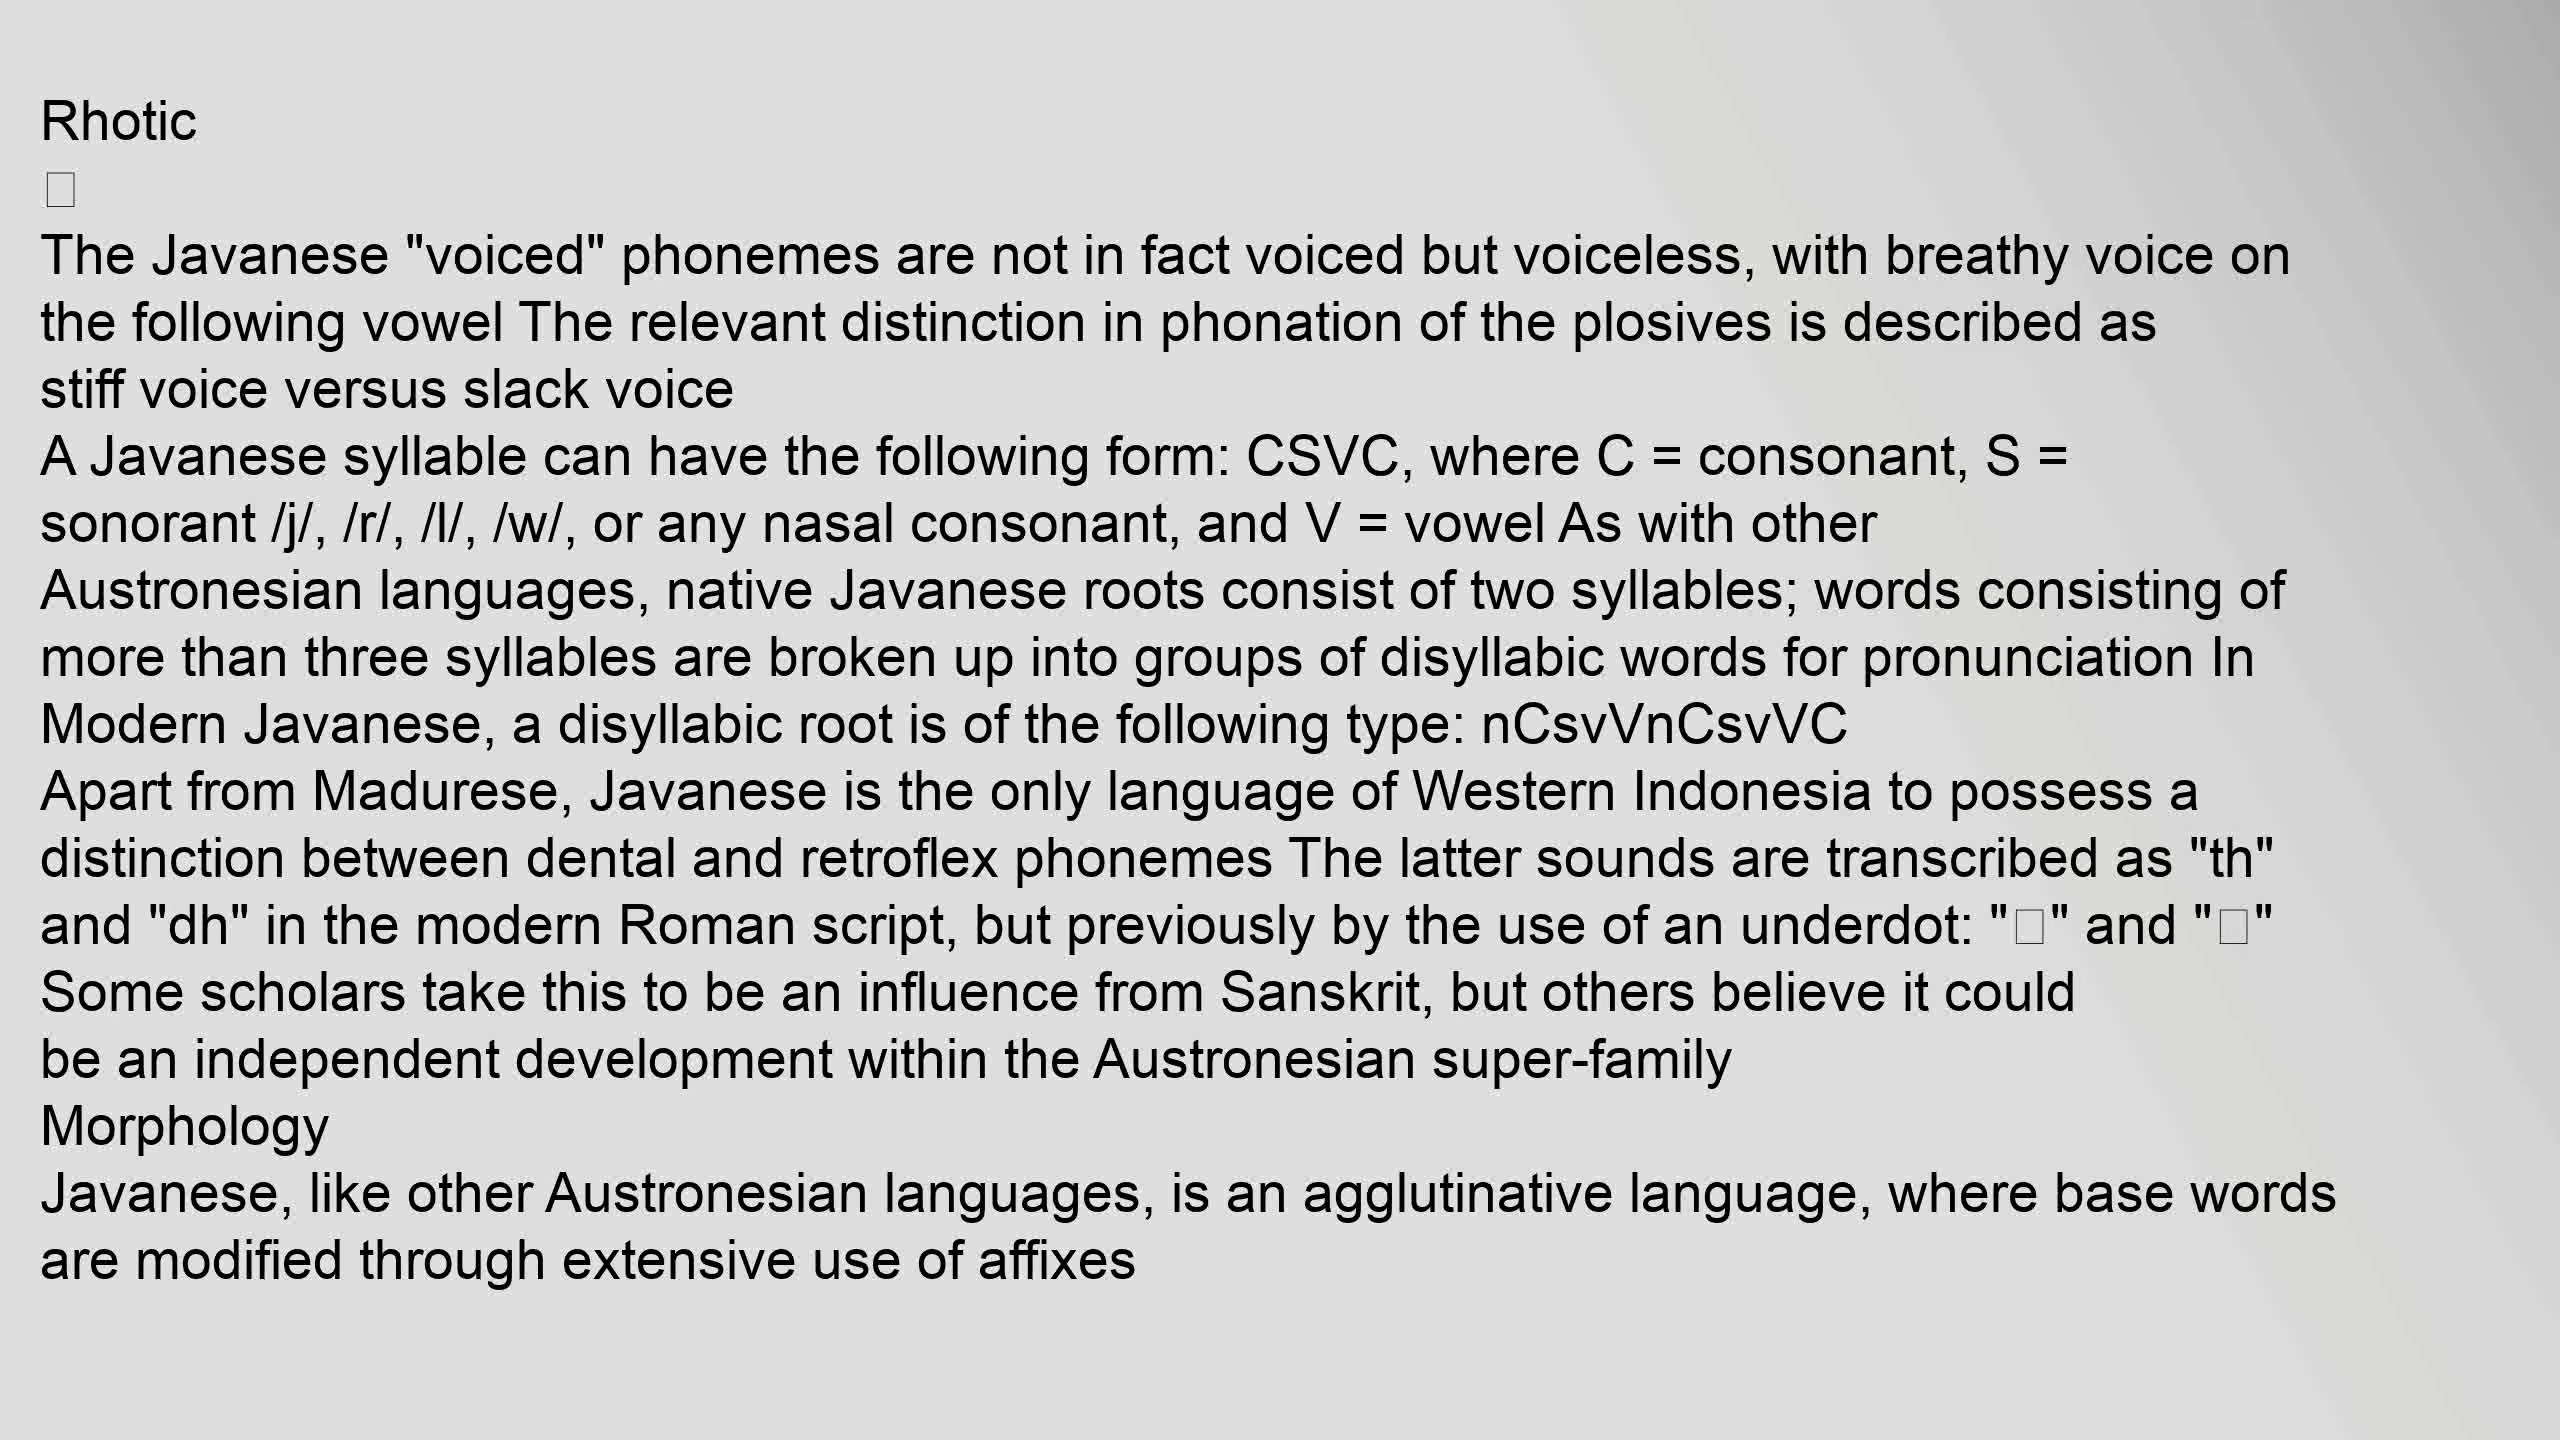 Rhotic
□
The Javanese "voiced" phonemes are not in fact voiced but voiceless, with breathy voice on
the following vowel The relevant distinction in phonation of the plosives is described as
stiff voice versus slack voice
A Javanese syllable can have the following form: CSVC, where C = consonant, S =
sonorant /j/, /r/, /l/, /w/, or any nasal consonant, and V = vowel As with other
Austronesian languages, native Javanese roots consist of two syllables; words consisting of
more than three syllables are broken up into groups of disyllabic words for pronunciation In
Modern Javanese, a disyllabic root is of the following type: nCsvVnCsvVC
Apart from Madurese, Javanese is the only language of Western Indonesia to possess a
distinction between dental and retroflex phonemes The latter sounds are transcribed as "th"
and "dh" in the modern Roman script, but previously by the use of an underdot: "□" and "□"
Some scholars take this to be an influence from Sanskrit, but others believe it could
be an independent development within the Austronesian super-family
Morphology
Javanese, like other Austronesian languages, is an agglutinative language, where base words
are modified through extensive use of affixes